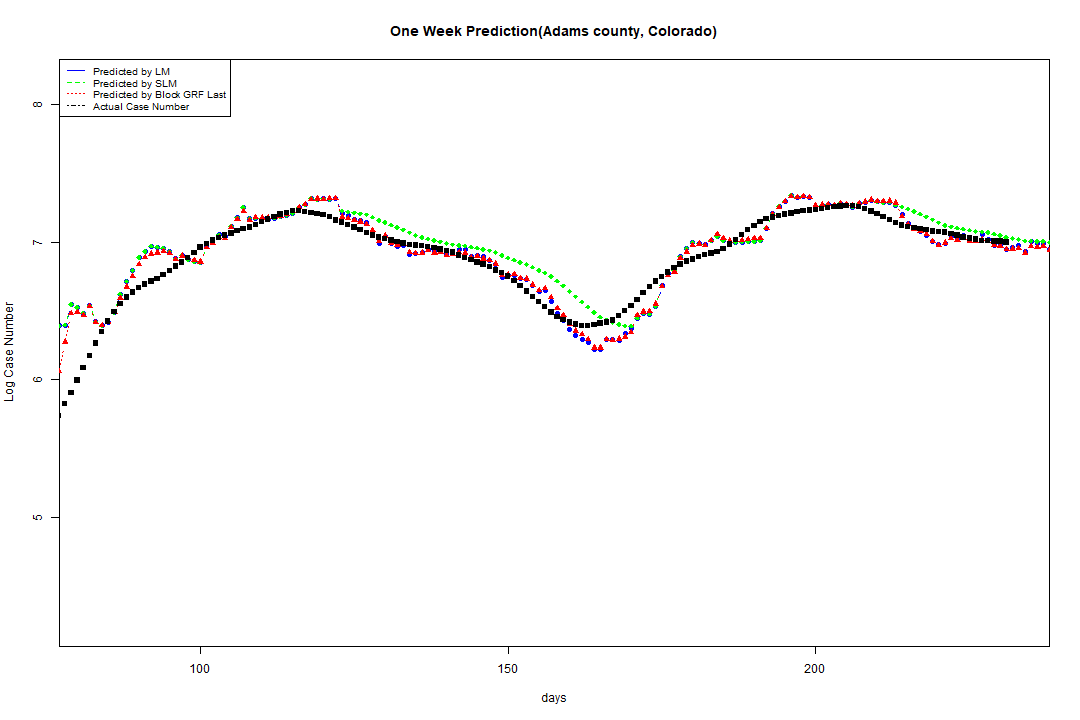 One Week Prediction(Adams county, Colorado)
Predicted by LM
Predicted by SLM
Predicted by Block GRF Last
Actual Case Number
8
7
6
5
Log Case Number
100 150 200
days